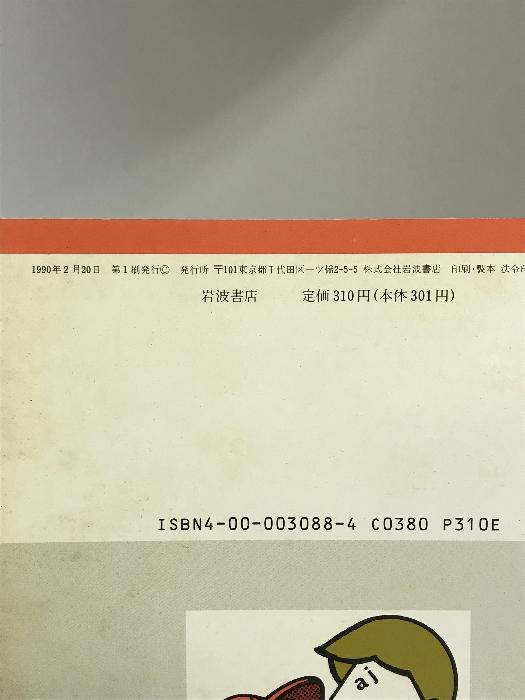 1990年2月20日 第1刷発行© 発行所 〒101東京都千代田区一ツ橋2-5-5 株式会社岩波書店 印刷・製本 法令印
岩波書店 定価310円(本体301円)
ISBN4-00-003088-4 C0380 P310E
aj